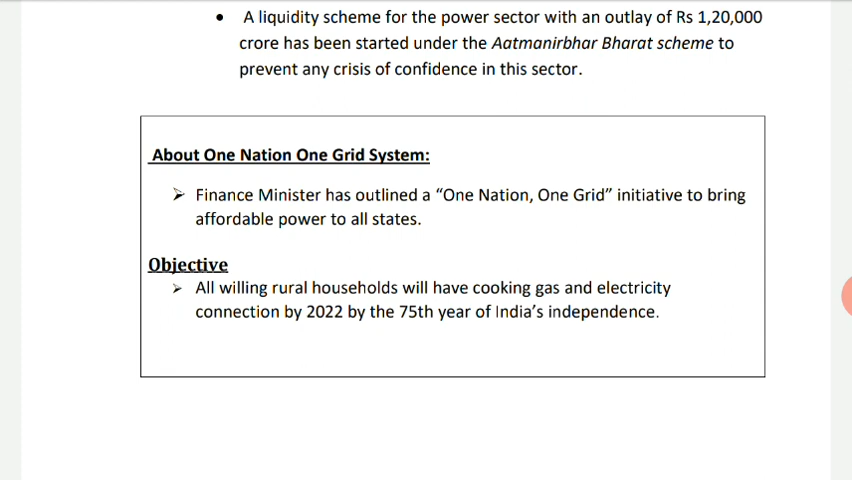 • A liquidity scheme for the power sector with an outlay of Rs 1,20,000
crore has been started under the Aatmanirbhar Bharat scheme to
prevent any crisis of confidence in this sector.
About One Nation One Grid System:
➢ Finance Minister has outlined a “One Nation, One Grid” initiative to bring
affordable power to all states.
Objective
➢ All willing rural households will have cooking gas and electricity
connection by 2022 by the 75th year of India’s independence.